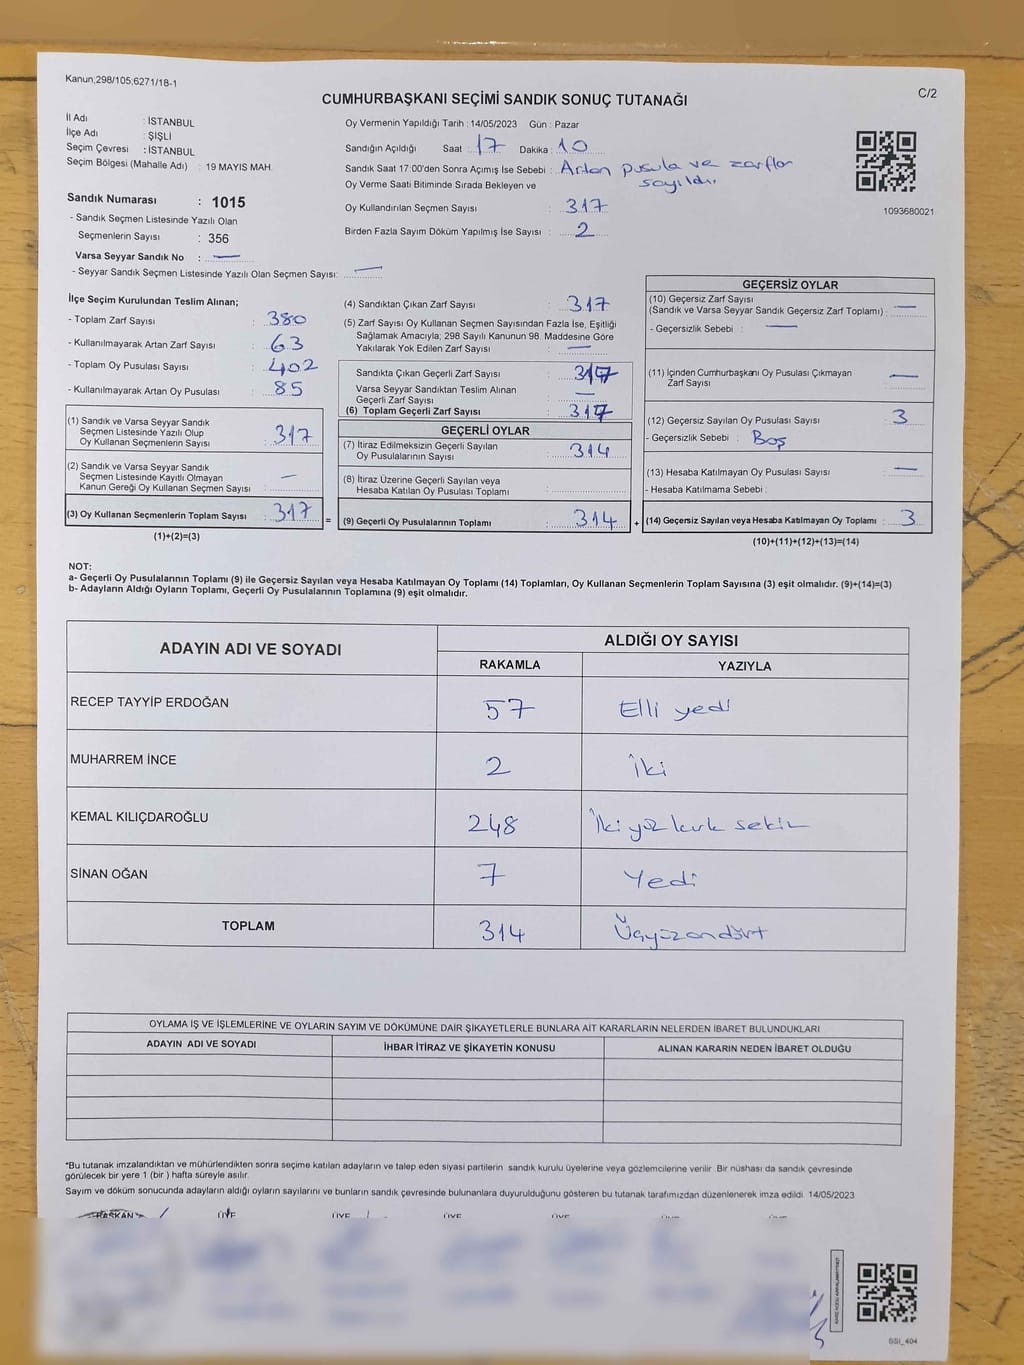 Kanun;298/105;6271/18-1
C/2
CUMHURBAŞKANI SEÇİMİ SANDIK SONUÇ TUTANAĞI
İl Adı : İSTANBUL
İlçe Adı : ŞİŞLİ
Seçim Çevresi : İSTANBUL
Seçim Bölgesi (Mahalle Adı) : 19 MAYIS MAH.
Sandık Numarası : 1015
- Sandık Seçmen Listesinde Yazılı Olan
Seçmenlerin Sayısı : 356
Varsa Seyyar Sandık No : —
- Seyyar Sandık Seçmen Listesinde Yazılı Olan Seçmen Sayısı: —
Oy Vermenin Yapıldığı Tarih : 14/05/2023 Gün : Pazar
Sandığın Açıldığı Saat : 17 Dakika : 10
Sandık Saat 17:00'den Sonra Açımış İse Sebebi : Artan pusula ve zarflar
sayıldı.
Oy Verme Saati Bitiminde Sırada Bekleyen ve
Oy Kullandırılan Seçmen Sayısı : 317
Birden Fazla Sayım Döküm Yapılmış İse Sayısı : 2
1093680021
İlçe Seçim Kurulundan Teslim Alınan;
- Toplam Zarf Sayısı : 380
- Kullanılmayarak Artan Zarf Sayısı : 63
- Toplam Oy Pusulası Sayısı : 402
- Kullanılmayarak Artan Oy Pusulası : 85
(1) Sandık ve Varsa Seyyar Sandık
Seçmen Listesinde Yazılı Olup
Oy Kullanan Seçmenlerin Sayısı : 317
(2) Sandık ve Varsa Seyyar Sandık
Seçmen Listesinde Kayıtlı Olmayan
Kanun Gereği Oy Kullanan Seçmen Sayısı : —
(3) Oy Kullanan Seçmenlerin Toplam Sayısı : 317
(1)+(2)=(3)
=
(4) Sandıktan Çıkan Zarf Sayısı : 317
(5) Zarf Sayısı Oy Kullanan Seçmen Sayısından Fazla İse, Eşitliği
Sağlamak Amacıyla; 298 Sayılı Kanunun 98. Maddesine Göre
Yakılarak Yok Edilen Zarf Sayısı : —
Sandıkta Çıkan Geçerli Zarf Sayısı : 317
Varsa Seyyar Sandıktan Teslim Alınan
Geçerli Zarf Sayısı : —
(6) Toplam Geçerli Zarf Sayısı : 317
GEÇERLİ OYLAR
(7) İtiraz Edilmeksizin Geçerli Sayılan
Oy Pusulalarının Sayısı : 314
(8) İtiraz Üzerine Geçerli Sayılan veya
Hesaba Katılan Oy Pusulası Toplamı :
(9) Geçerli Oy Pusulalarının Toplamı : 314
+
GEÇERSİZ OYLAR
(10) Geçersiz Zarf Sayısı
(Sandık ve Varsa Seyyar Sandık Geçersiz Zarf Toplamı) : —
- Geçersizlik Sebebi : —
(11) İçinden Cumhurbaşkanı Oy Pusulası Çıkmayan
Zarf Sayısı : —
(12) Geçersiz Sayılan Oy Pusulası Sayısı : 3
- Geçersizlik Sebebi : Boş
(13) Hesaba Katılmayan Oy Pusulası Sayısı : —
- Hesaba Katılmama Sebebi :
(14) Geçersiz Sayılan veya Hesaba Katılmayan Oy Toplamı : 3
(10)+(11)+(12)+(13)=(14)
NOT:
a- Geçerli Oy Pusulalarının Toplamı (9) ile Geçersiz Sayılan veya Hesaba Katılmayan Oy Toplamı (14) Toplamları, Oy Kullanan Seçmenlerin Toplam Sayısına (3) eşit olmalıdır. (9)+(14)=(3)
b- Adayların Aldığı Oyların Toplamı, Geçerli Oy Pusulalarının Toplamına (9) eşit olmalıdır.
ADAYIN ADI VE SOYADI
ALDIĞI OY SAYISI
RAKAMLA YAZIYLA
RECEP TAYYİP ERDOĞAN 57 Elli yedi
MUHARREM İNCE 2 İki
KEMAL KILIÇDAROĞLU 248 İki yüz kırk sekiz
SİNAN OĞAN 7 Yedi
TOPLAM 314 Üçyüzondört
OYLAMA İŞ VE İŞLEMLERİNE VE OYLARIN SAYIM VE DÖKÜMÜNE DAİR ŞİKAYETLERLE BUNLARA AİT KARARLARIN NELERDEN İBARET BULUNDUKLARI
ADAYIN ADI VE SOYADI İHBAR İTİRAZ VE ŞİKAYETİN KONUSU ALINAN KARARIN NEDEN İBARET OLDUĞU
*Bu tutanak imzalandıktan ve mühürlendikten sonra seçime katılan adayların ve talep eden siyasi partilerin sandık kurulu üyelerine veya gözlemcilerine verilir. Bir nüshası da sandık çevresinde
görülecek bir yere 1 (bir ) hafta süreyle asılır.
Sayım ve döküm sonucunda adayların aldığı oyların sayılarını ve bunların sandık çevresinde bulunanlara duyurulduğunu gösteren bu tutanak tarafımızdan düzenlenerek imza edildi. 14/05/2023
BAŞKAN ÜYE ÜYE ÜYE ÜYE
SSI_404